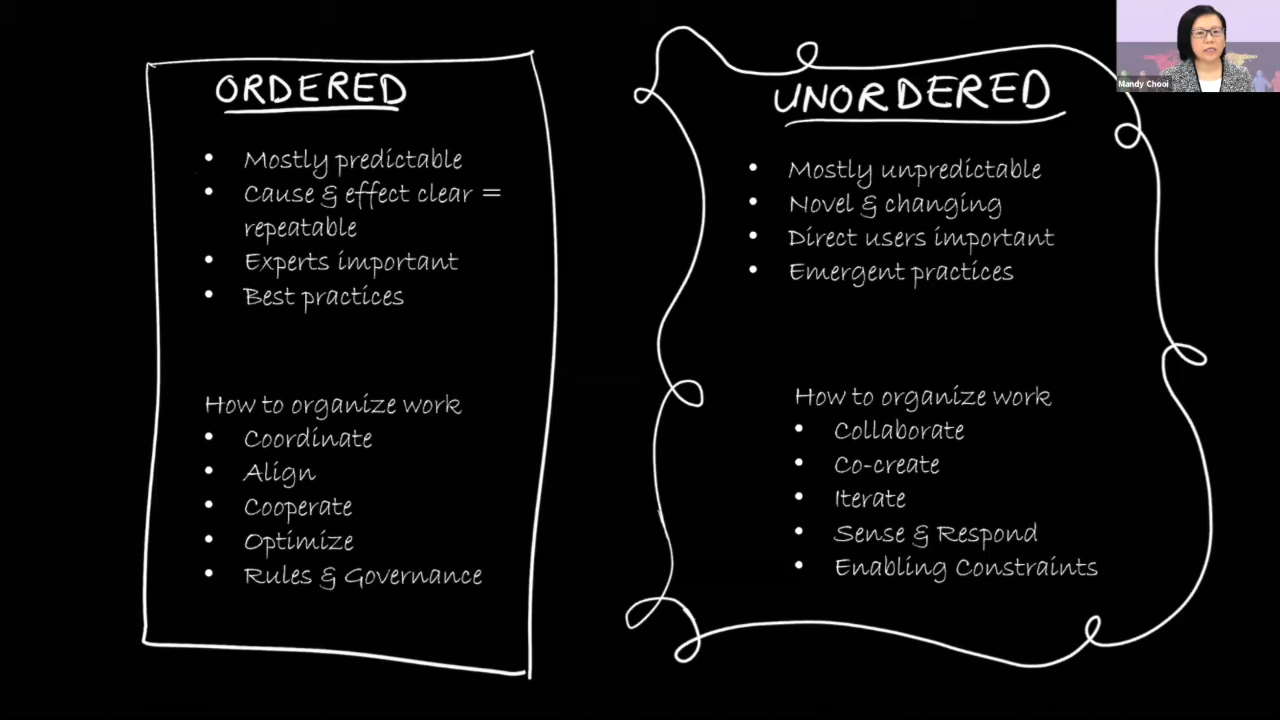 ORDERED
• Mostly predictable
• Cause & effect clear =
repeatable
• Experts important
• Best practices
How to organize work
• Coordinate
• Align
• Cooperate
• Optimize
• Rules & Governance
UNORDERED
• Mostly unpredictable
• Novel & changing
• Direct users important
• Emergent practices
How to organize work
• Collaborate
• Co-create
• Iterate
• Sense & Respond
• Enabling Constraints
Mandy Chooi